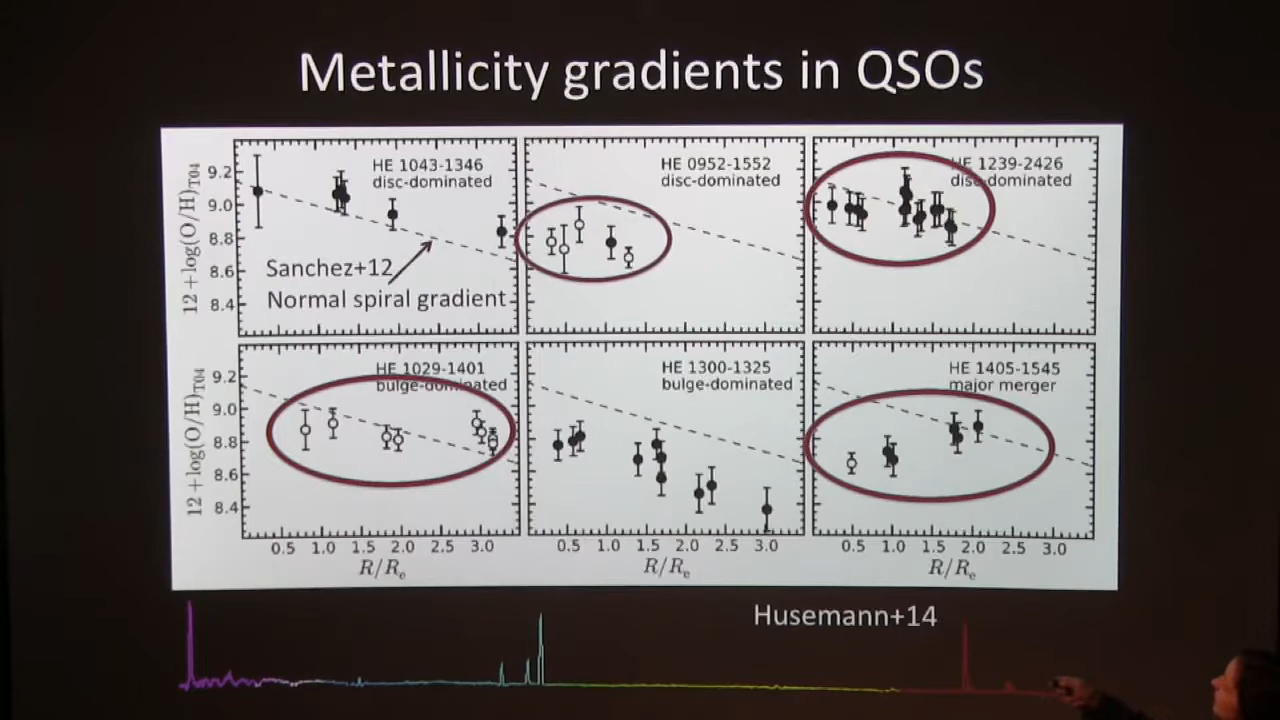 Metallicity gradients in QSOs
HE 1043-1346
disc-dominated
HE 0952-1552
disc-dominated
HE 1239-2426
disc-dominated
12+log(O/H)T04
9.2
9.0
8.8
8.6
8.4
Sanchez+12
Normal spiral gradient
HE 1029-1401
bulge-dominated
HE 1300-1325
bulge-dominated
HE 1405-1545
major merger
12+log(O/H)T04
9.2
9.0
8.8
8.6
8.4
0.5 1.0 1.5 2.0 2.5 3.0
0.5 1.0 1.5 2.0 2.5 3.0
0.5 1.0 1.5 2.0 2.5 3.0
R/Re
R/Re
R/Re
Husemann+14